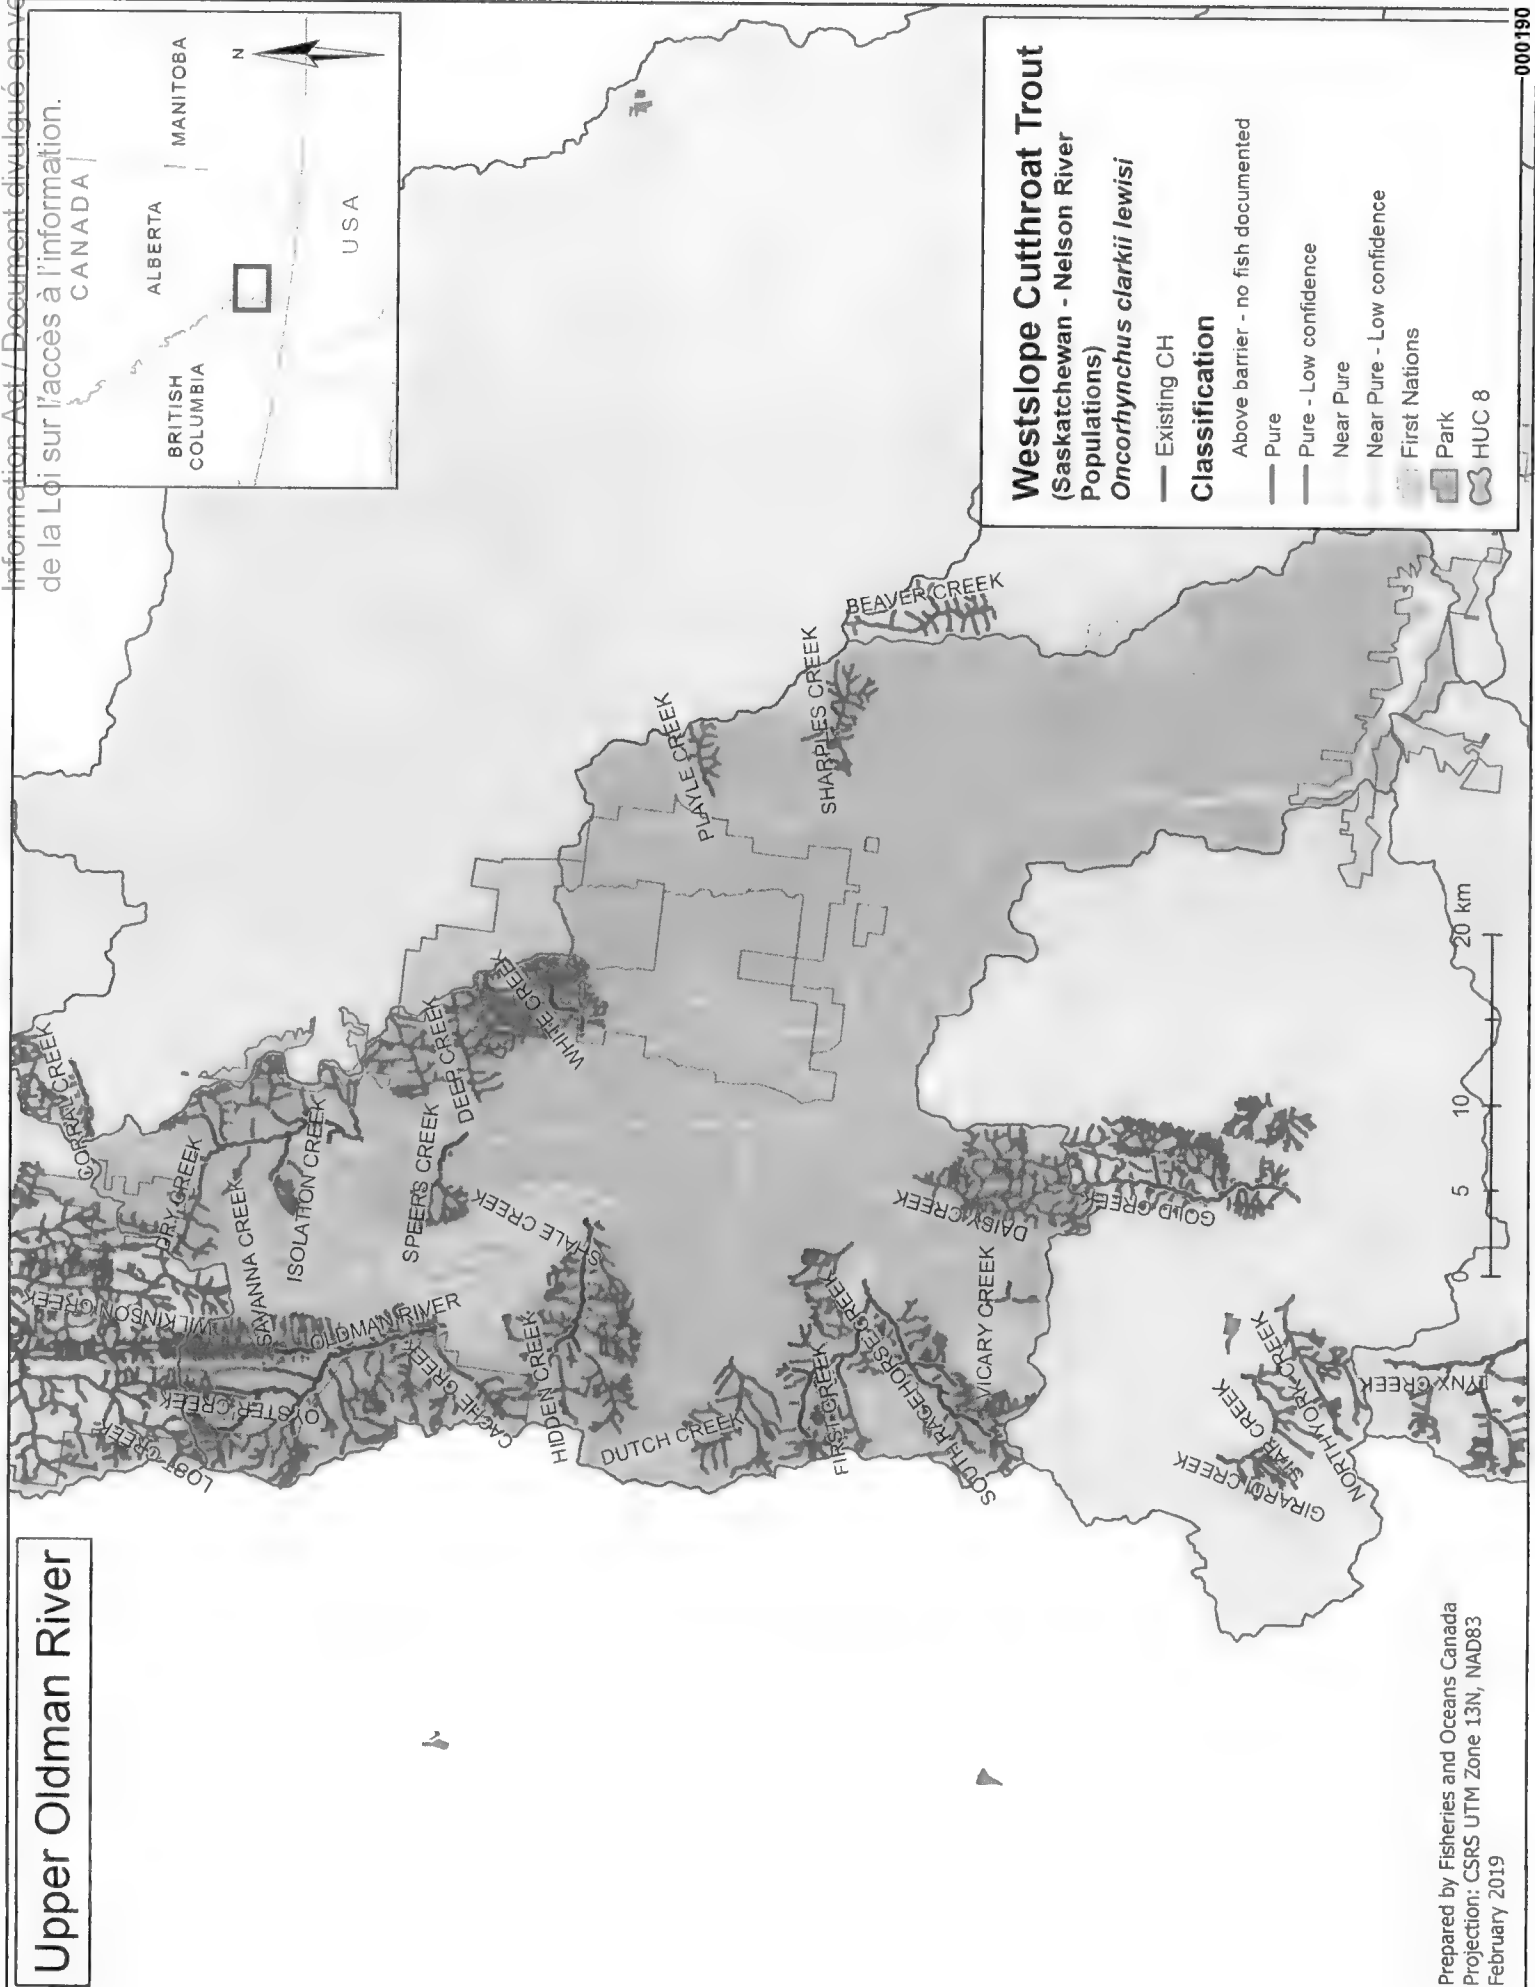 Upper Oldman River
Information Act / Document divulgué en ve
de la Loi sur l'accès à l'information.
CANADA
BRITISH
COLUMBIA
ALBERTA
MANITOBA
USA
N
CORRAL CREEK
DRY CREEK
WILKINSON CREEK
SAVANNA CREEK
ISOLATION CREEK
OLDMAN RIVER
OYSTER CREEK
LOST CREEK
CACHE CREEK
SPEERS CREEK
DEEP CREEK
WHITE CREEK
SHALE CREEK
HIDDEN CREEK
DUTCH CREEK
PLAYLE CREEK
SHARPLES CREEK
BEAVER CREEK
FIRST CREEK
SOUTH RACEHORSE CREEK
VICARY CREEK
DAISY CREEK
GOLD CREEK
GIRARDI CREEK
STAR CREEK
NORTH YORK CREEK
LYNX CREEK
0 5 10 20 km
Westslope Cutthroat Trout
(Saskatchewan - Nelson River
Populations)
Oncorhynchus clarkii lewisi
Existing CH
Classification
Above barrier - no fish documented
Pure
Pure - Low confidence
Near Pure
Near Pure - Low confidence
First Nations
Park
HUC 8
Prepared by Fisheries and Oceans Canada
Projection: CSRS UTM Zone 13N, NAD83
February 2019
000190